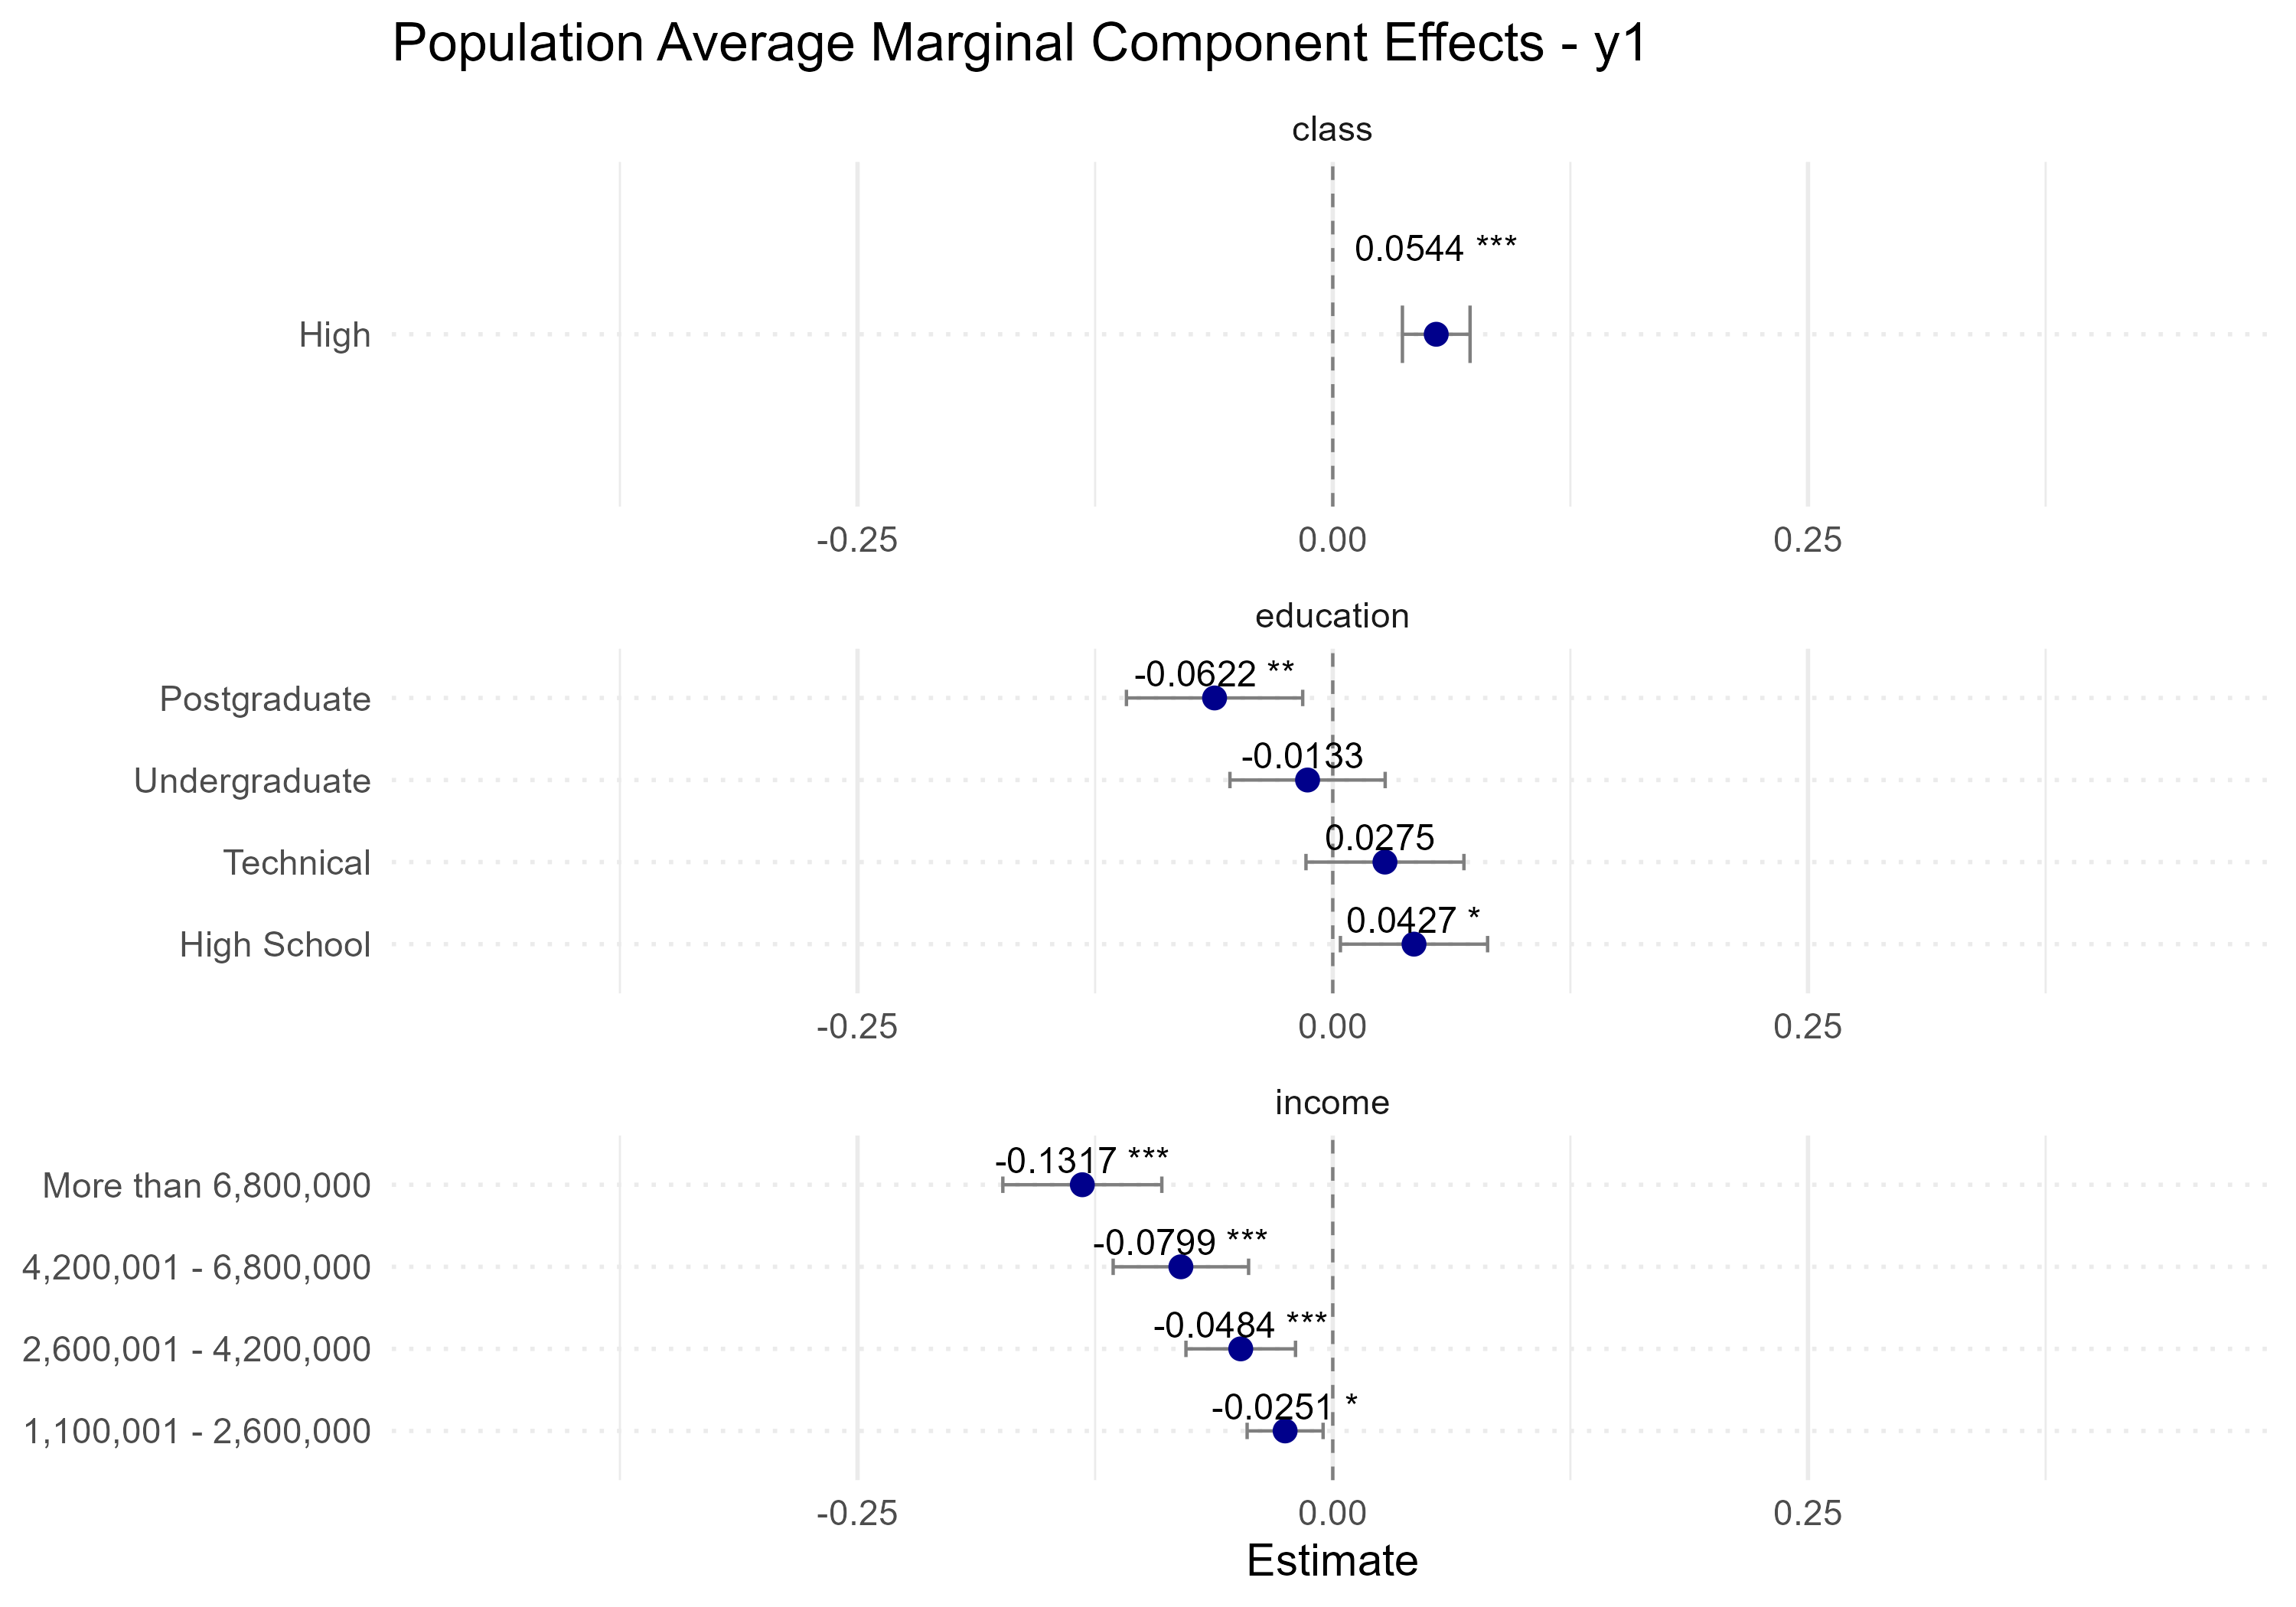 Population Average Marginal Component Effects - y1
class
0.0544 ***
High
-0.25 0.00 0.25
education
-0.0622 **
Postgraduate
-0.0133
Undergraduate
0.0275
Technical
0.0427 *
High School
-0.25 0.00 0.25
income
-0.1317 ***
More than 6,800,000
-0.0799 ***
4,200,001 - 6,800,000
-0.0484 ***
2,600,001 - 4,200,000
-0.0251 *
1,100,001 - 2,600,000
-0.25 0.00 0.25
Estimate